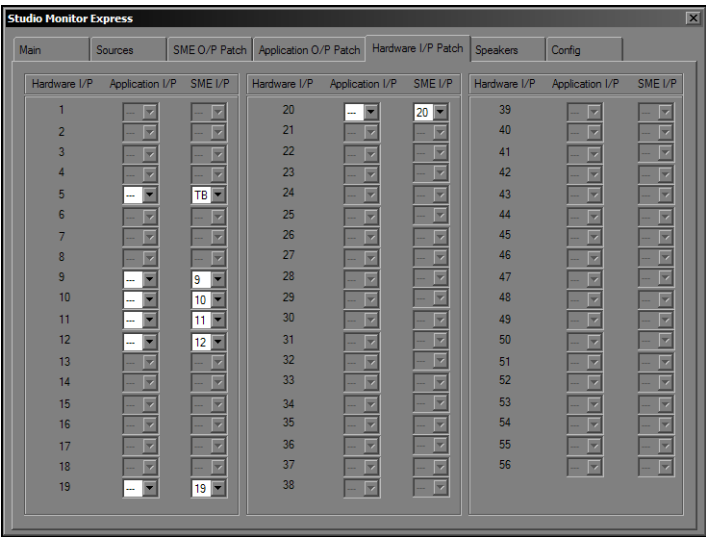 Studio Monitor Express
Main Sources SME O/P Patch Application O/P Patch Hardware I/P Patch Speakers Config
Hardware I/P Application I/P SME I/P Hardware I/P Application I/P SME I/P Hardware I/P Application I/P SME I/P
1 --- --- 20 --- 20 39 --- ---
2 --- --- 21 --- --- 40 --- ---
3 --- --- 22 --- --- 41 --- ---
4 --- --- 23 --- --- 42 --- ---
5 --- TB 24 --- --- 43 --- ---
6 --- --- 25 --- --- 44 --- ---
7 --- --- 26 --- --- 45 --- ---
8 --- --- 27 --- --- 46 --- ---
9 --- 9 28 --- --- 47 --- ---
10 --- 10 29 --- --- 48 --- ---
11 --- 11 30 --- --- 49 --- ---
12 --- 12 31 --- --- 50 --- ---
13 --- --- 32 --- --- 51 --- ---
14 --- --- 33 --- --- 52 --- ---
15 --- --- 34 --- --- 53 --- ---
16 --- --- 35 --- --- 54 --- ---
17 --- --- 36 --- --- 55 --- ---
18 --- --- 37 --- --- 56 --- ---
19 --- 19 38 --- ---